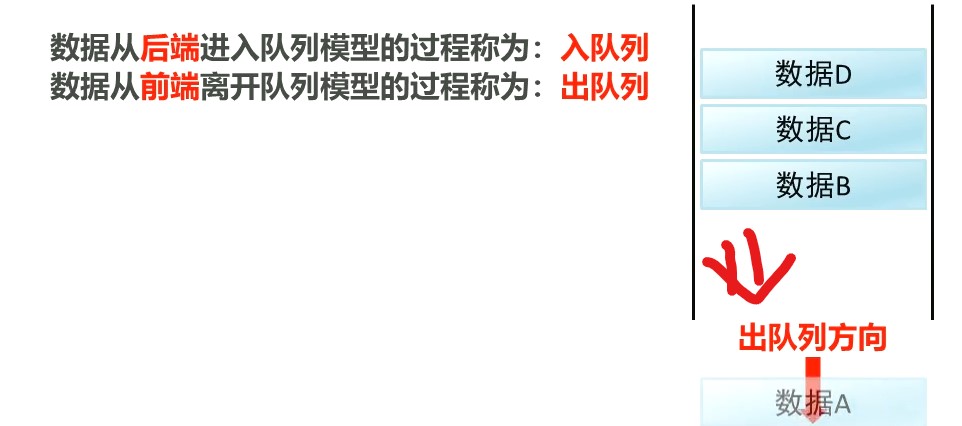 数据从后端进入队列模型的过程称为：入队列
数据从前端离开队列模型的过程称为：出队列
数据D
数据C
数据B
出队列方向
数据A